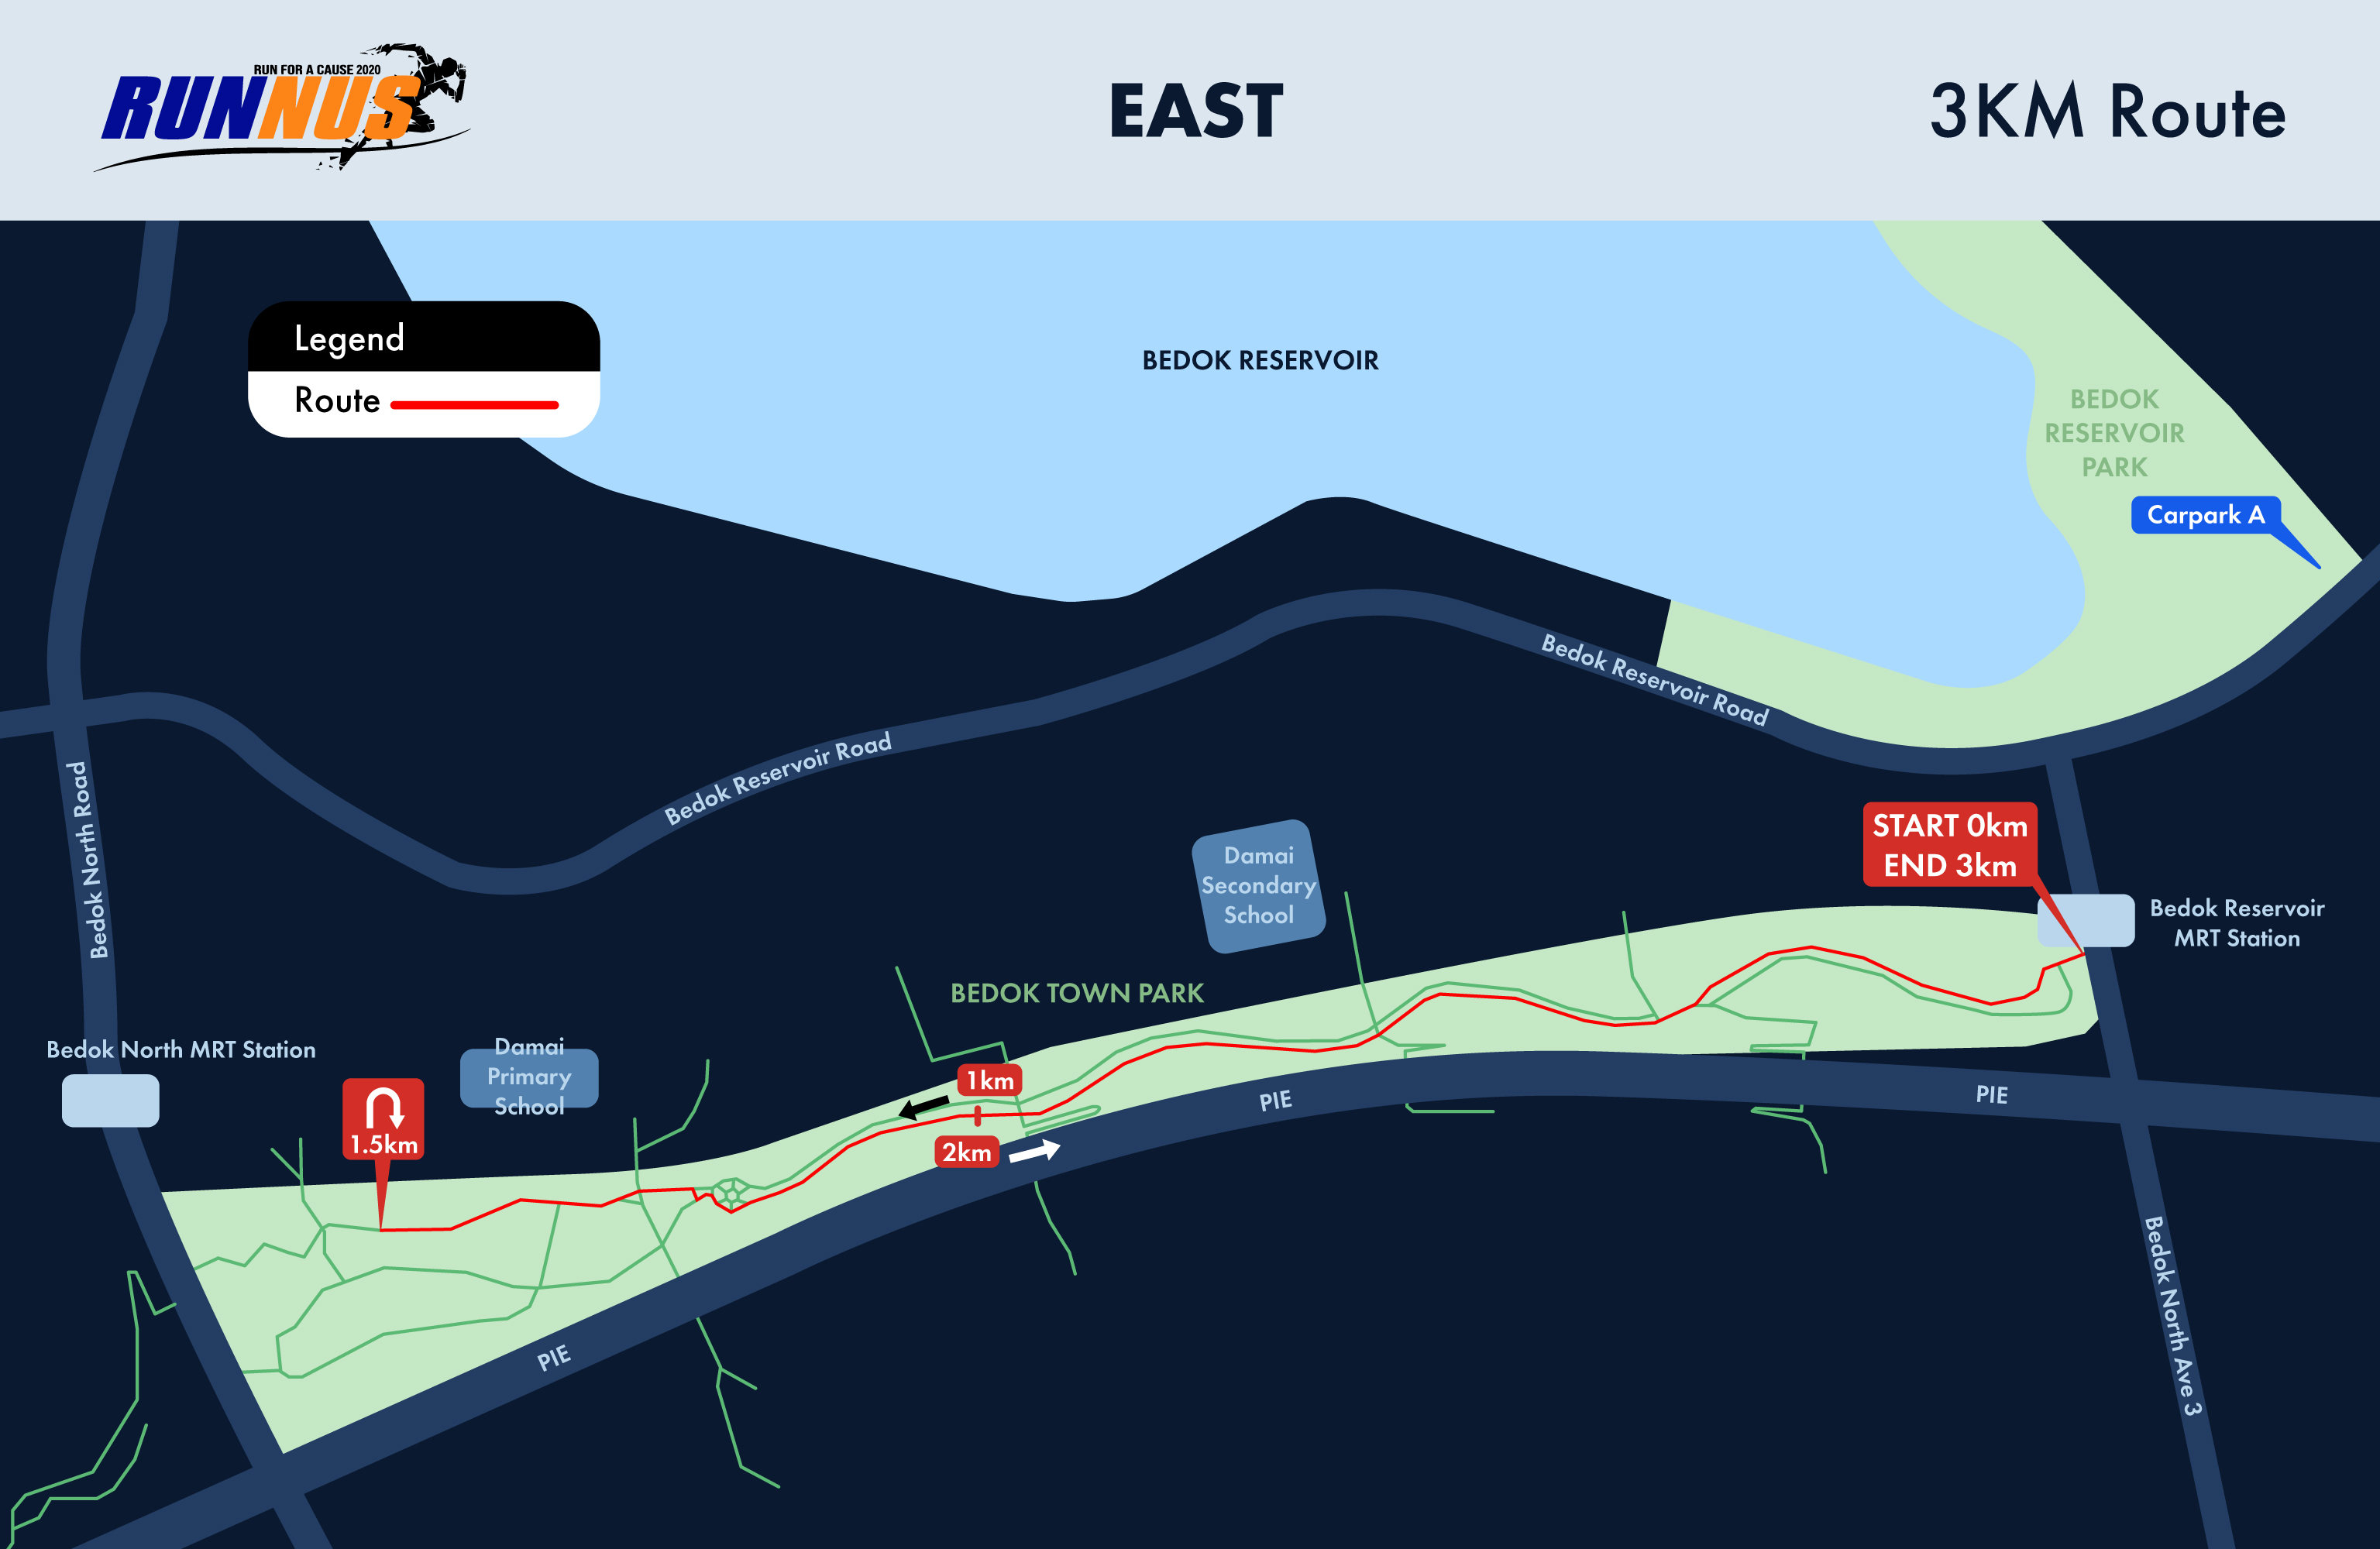 RUN FOR A CAUSE 2020
RUNNUS
EAST
3KM Route
Legend
Route
BEDOK RESERVOIR
BEDOK
RESERVOIR
PARK
Carpark A
Bedok Reservoir Road
Bedok Reservoir Road
Bedok North Road
START 0km
END 3km
Damai
Secondary
School
Bedok Reservoir
MRT Station
BEDOK TOWN PARK
Bedok North MRT Station
Damai
Primary
School
1.5km
1km
2km
PIE
PIE
PIE
Bedok North Ave 3